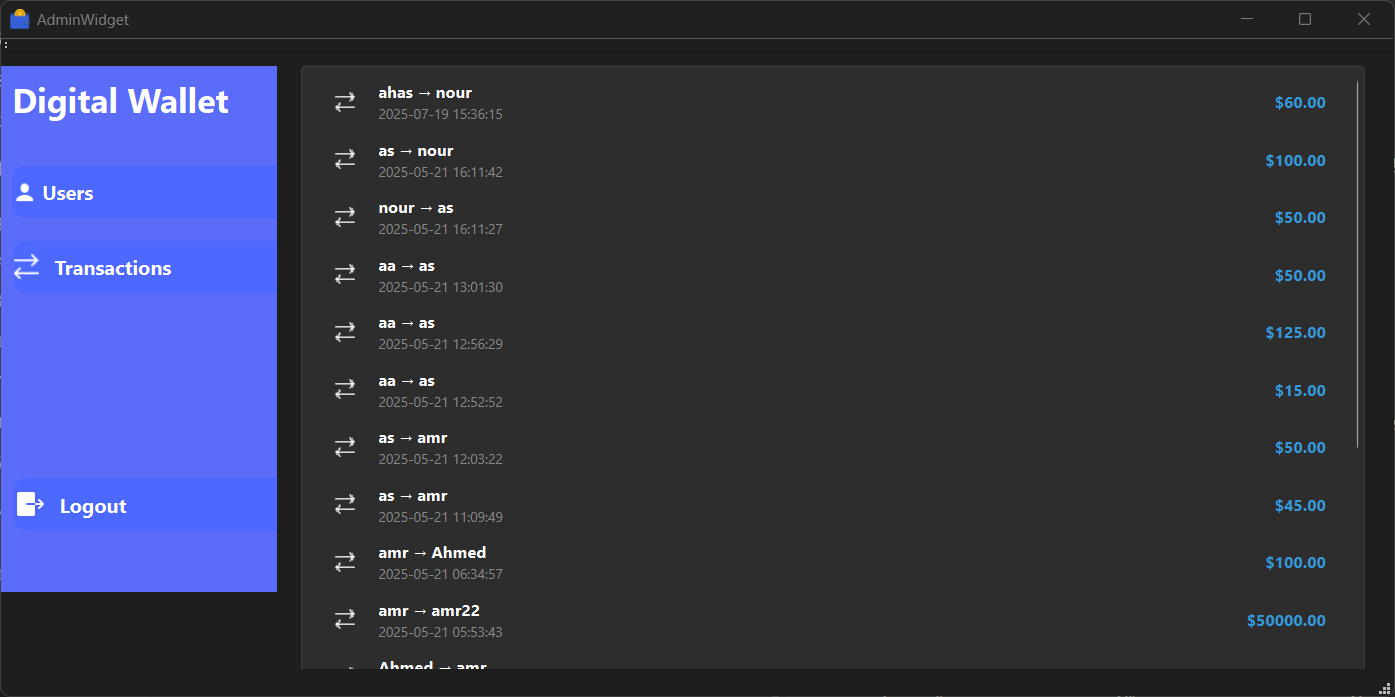 AdminWidget
Digital Wallet
Users
Transactions
Logout
ahas → nour
2025-07-19 15:36:15
$60.00
as → nour
2025-05-21 16:11:42
$100.00
nour → as
2025-05-21 16:11:27
$50.00
aa → as
2025-05-21 13:01:30
$50.00
aa → as
2025-05-21 12:56:29
$125.00
aa → as
2025-05-21 12:52:52
$15.00
as → amr
2025-05-21 12:03:22
$50.00
as → amr
2025-05-21 11:09:49
$45.00
amr → Ahmed
2025-05-21 06:34:57
$100.00
amr → amr22
2025-05-21 05:53:43
$50000.00
Ahmed → amr